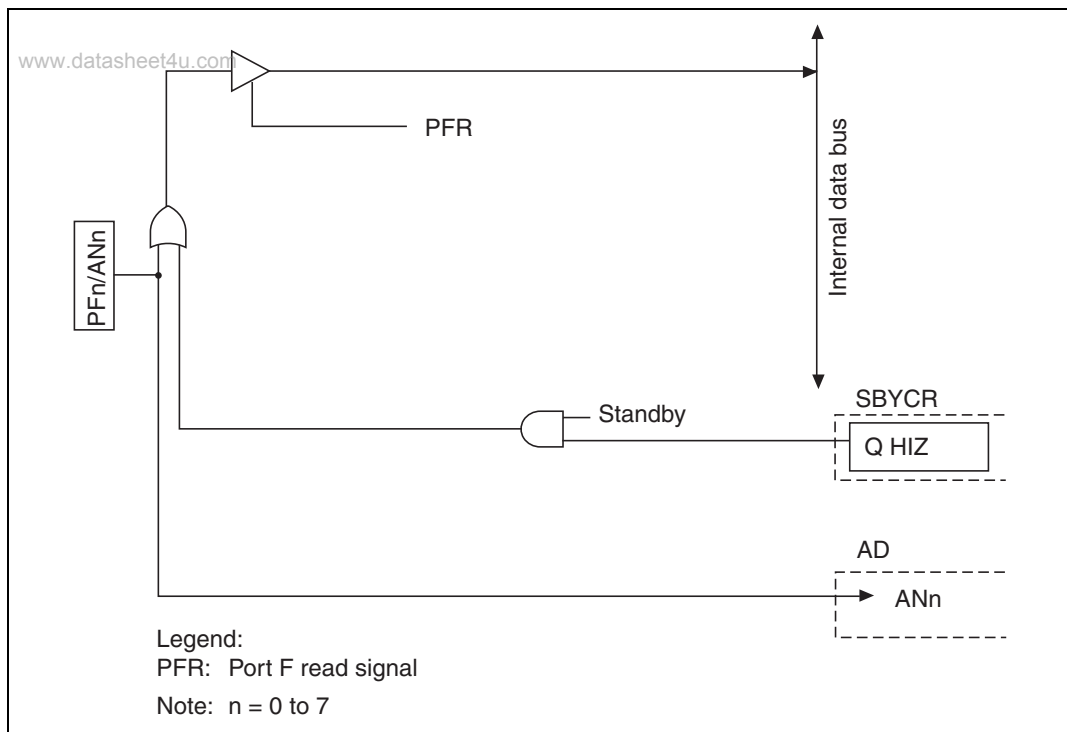 www.datasheet4u.com
PFR
Internal data bus
PFn/ANn
Standby
SBYCR
Q HIZ
AD
ANn
Legend:
PFR: Port F read signal
Note: n = 0 to 7